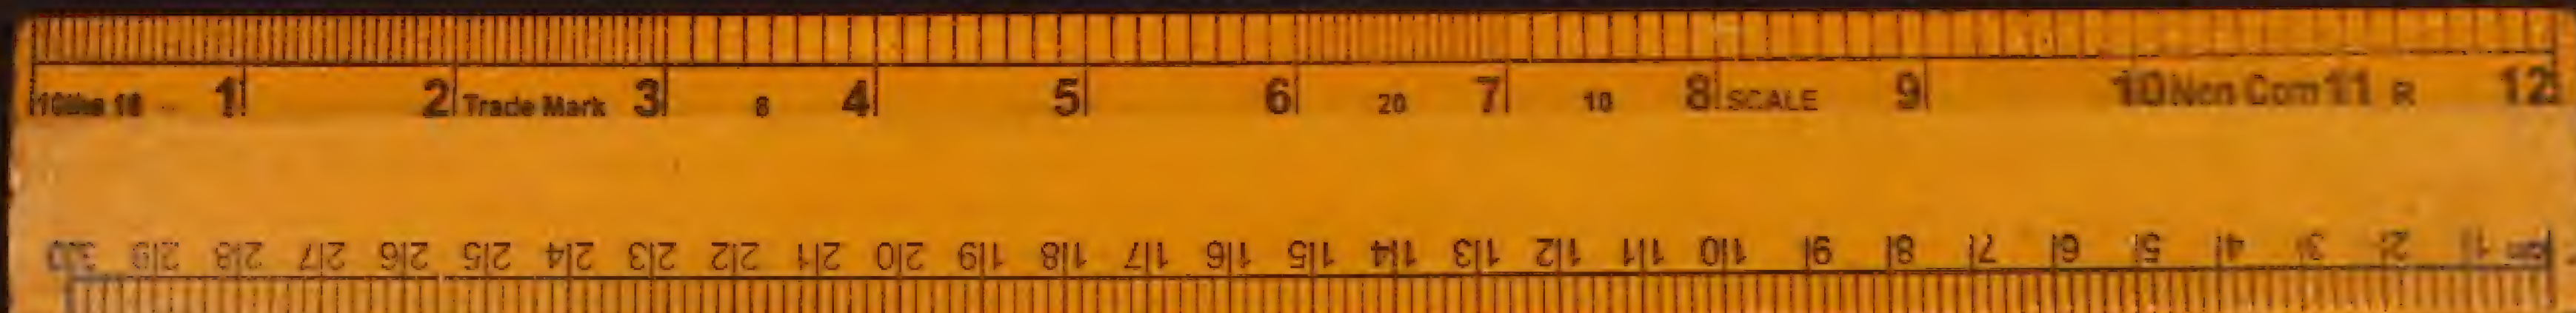 10ths 16 1 2 Trade Mark 3 8 4 5 6 20 7 10 8 SCALE 9 10 Non Com 11 R 12
30 29 28 27 26 25 24 23 22 21 20 19 18 17 16 15 14 13 12 11 10 9 8 7 6 5 4 3 2 1 cm